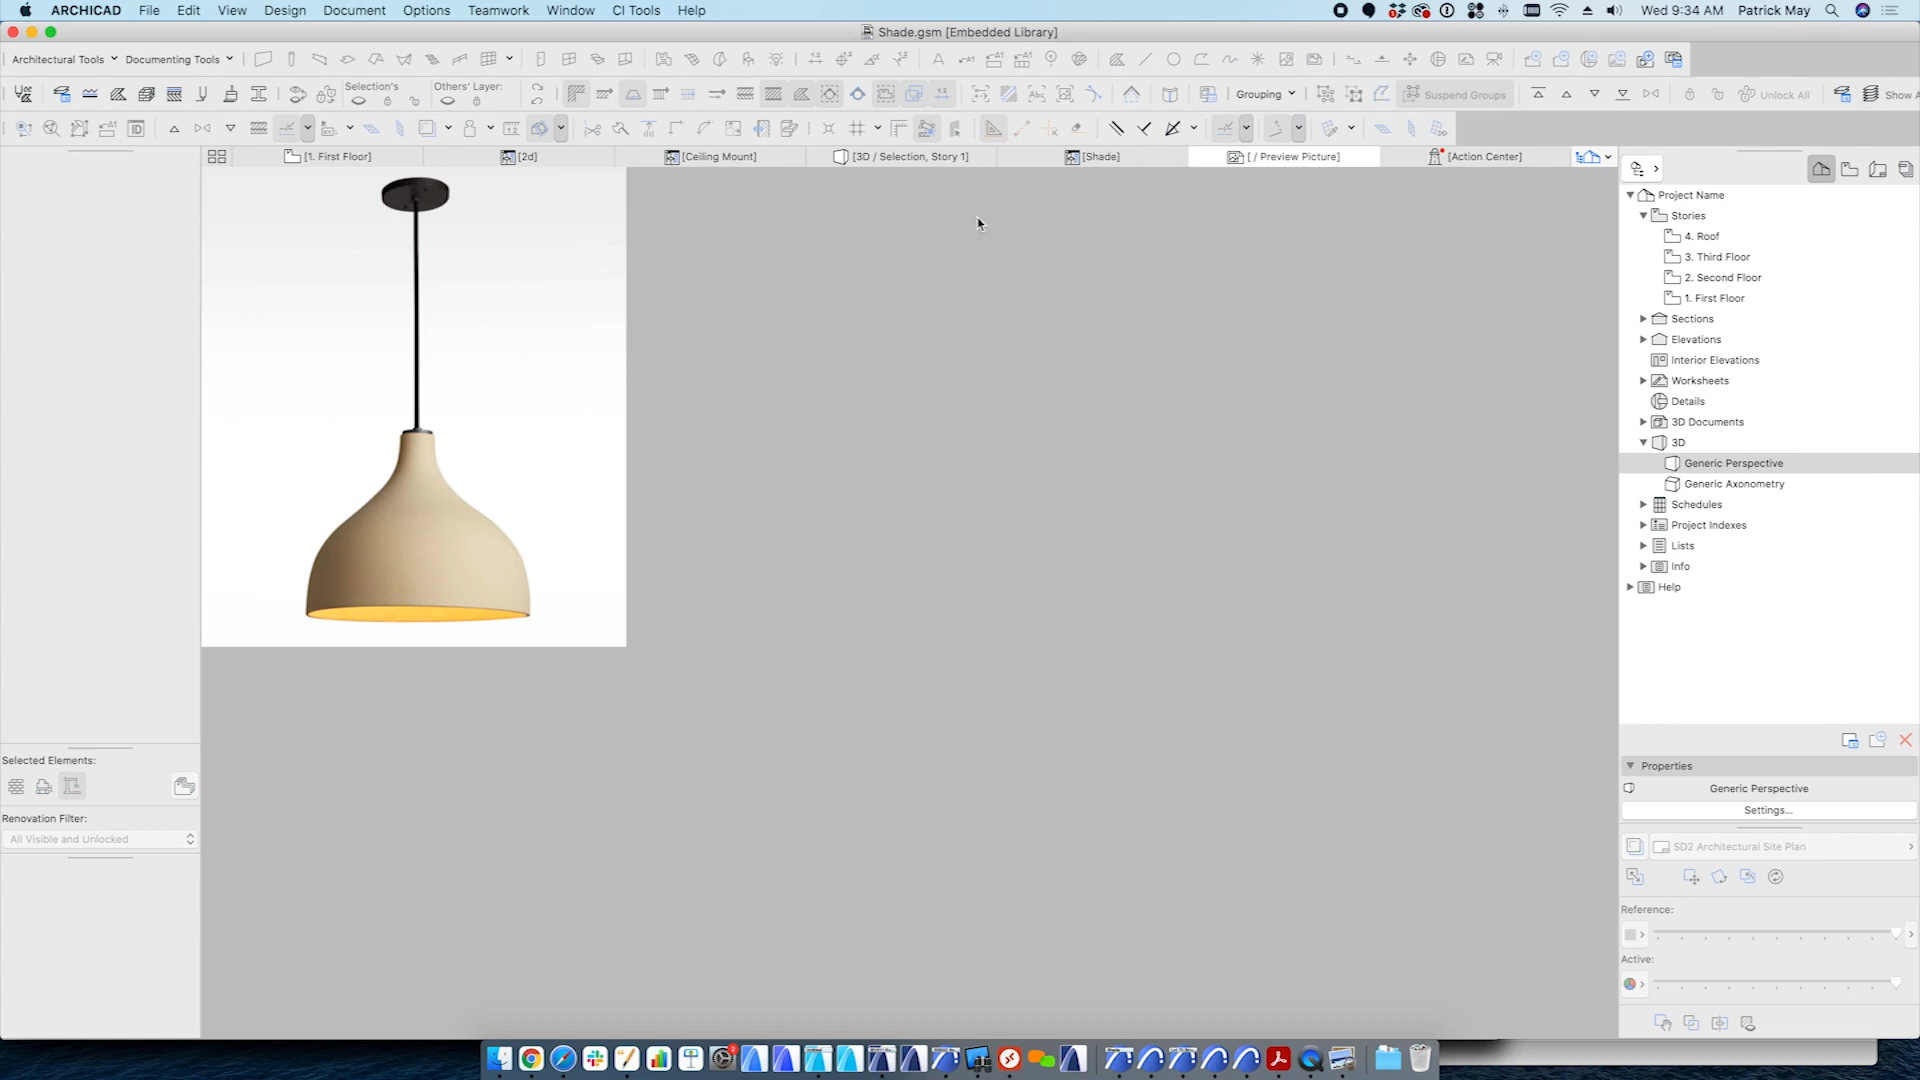 ARCHICAD File Edit View Design Document Options Teamwork Window CI Tools Help
Wed 9:34 AM Patrick May
Shade.gsm [Embedded Library]
Architectural Tools Documenting Tools
Selection's
Others' Layer:
Grouping
Suspend Groups
Unlock All
Show A
[1. First Floor]
[2d]
[Ceiling Mount]
[3D / Selection, Story 1]
[Shade]
[ / Preview Picture]
[Action Center]
Project Name
Stories
4. Roof
3. Third Floor
2. Second Floor
1. First Floor
Sections
Elevations
Interior Elevations
Worksheets
Details
3D Documents
3D
Generic Perspective
Generic Axonometry
Schedules
Project Indexes
Lists
Info
Help
Selected Elements:
Renovation Filter:
All Visible and Unlocked
Properties
Generic Perspective
Settings...
SD2 Architectural Site Plan
Reference:
Active: